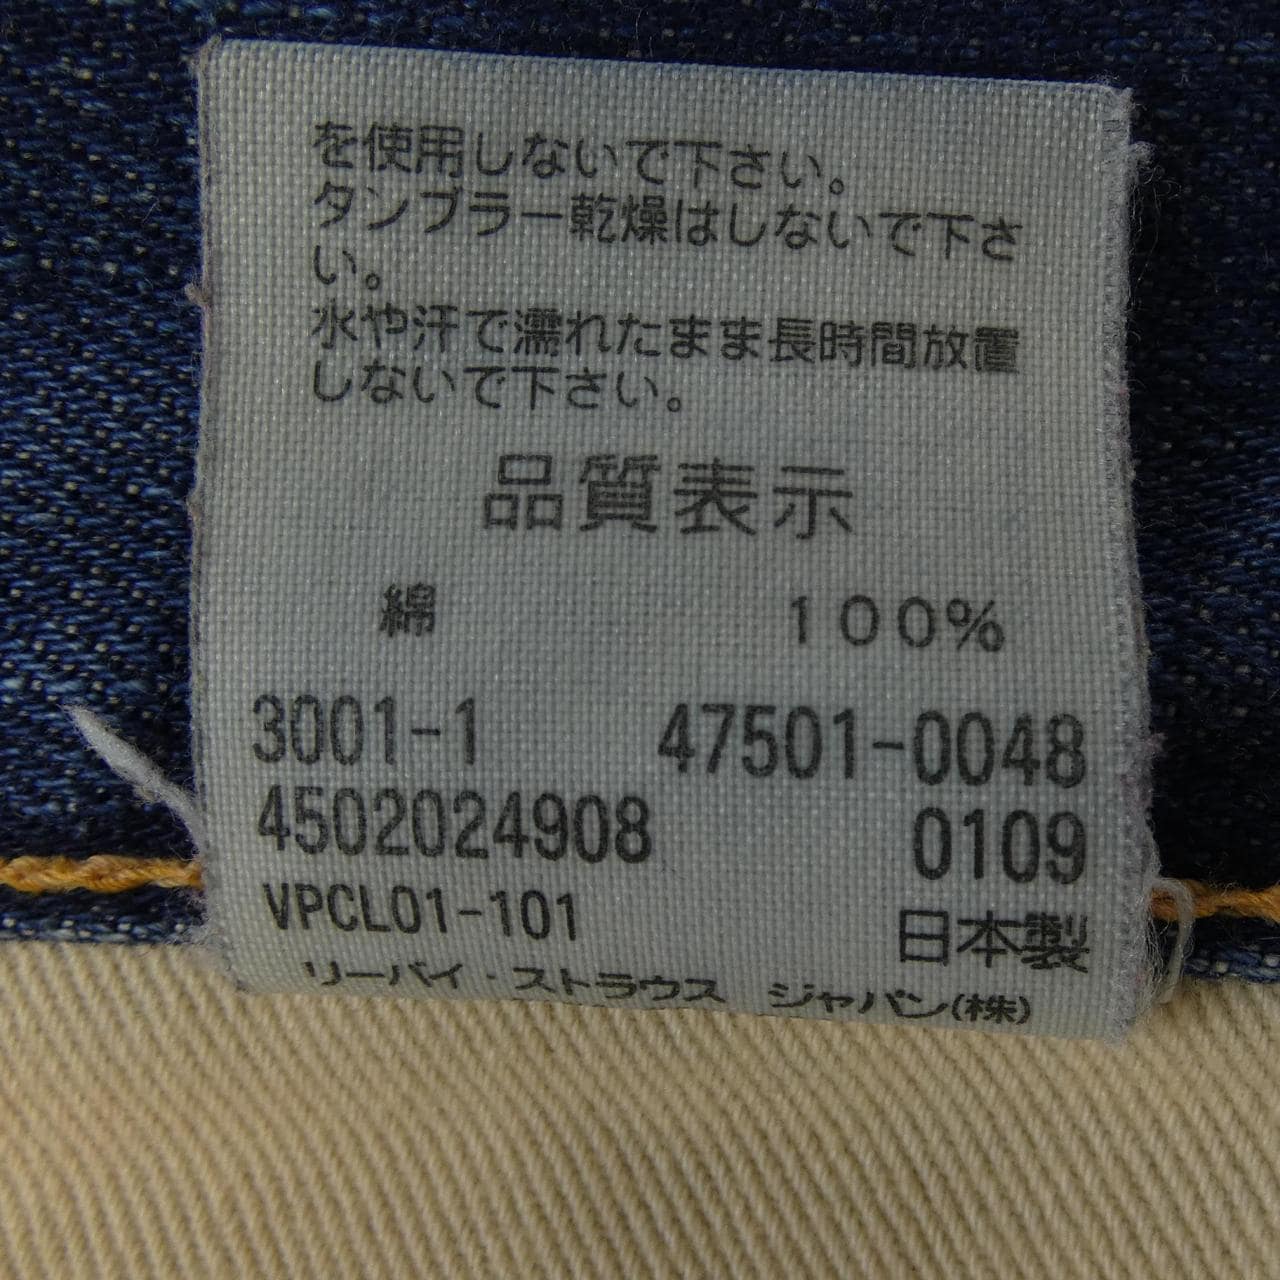 を使用しないで下さい。
タンブラー乾燥はしないで下さ
い。
水や汗で濡れたまま長時間放置
しないで下さい。
品質表示
綿 100%
3001-1 47501-0048
4502024908 0109
VPCL01-101 日本製
リーバイ・ストラウス ジャパン(株)